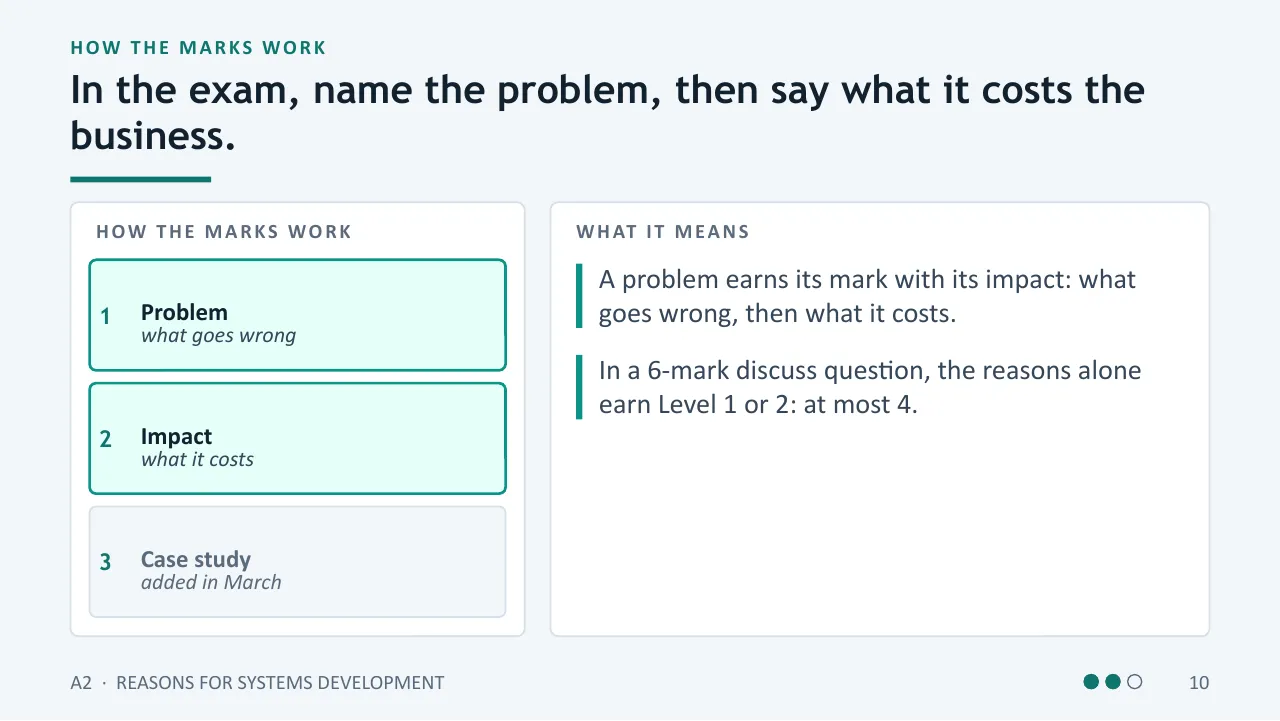 HOW THE MARKS WORK
In the exam, name the problem, then say what it costs the
business.
HOW THE MARKS WORK
1
Problem
what goes wrong
2
Impact
what it costs
3
Case study
added in March
WHAT IT MEANS
A problem earns its mark with its impact: what
goes wrong, then what it costs.
In a 6-mark discuss question, the reasons alone
earn Level 1 or 2: at most 4.
A2 · REASONS FOR SYSTEMS DEVELOPMENT
10